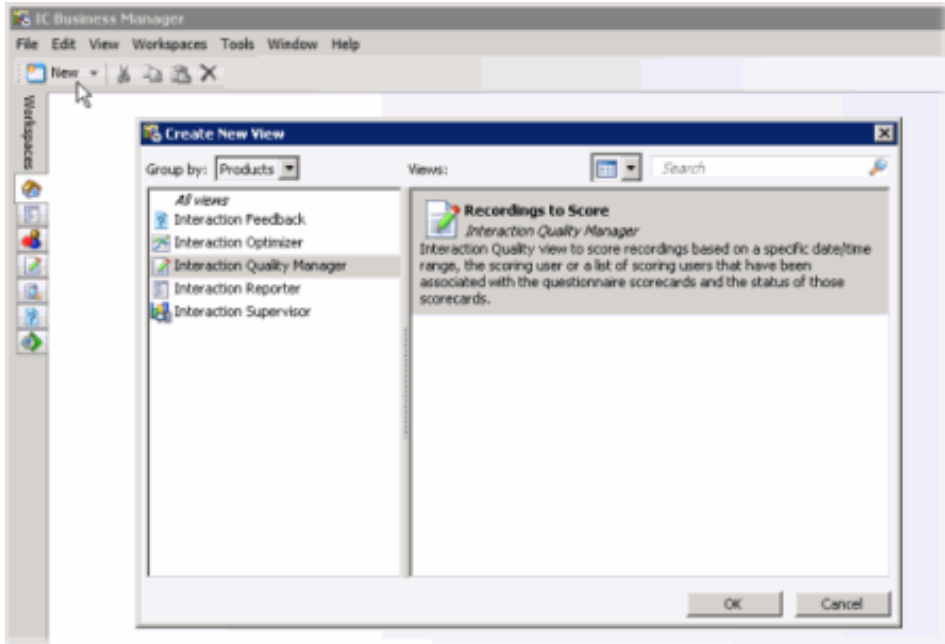 IC Business Manager
File Edit View Workspaces Tools Window Help
New
Workspaces
Create New View
Group by: Products
Views:
Search
All views
Interaction Feedback
Interaction Optimizer
Interaction Quality Manager
Interaction Reporter
Interaction Supervisor
Recordings to Score
Interaction Quality Manager
Interaction Quality view to score recordings based on a specific date/time
range, the scoring user or a list of scoring users that have been
associated with the questionnaire scorecards and the status of those
scorecards.
OK Cancel